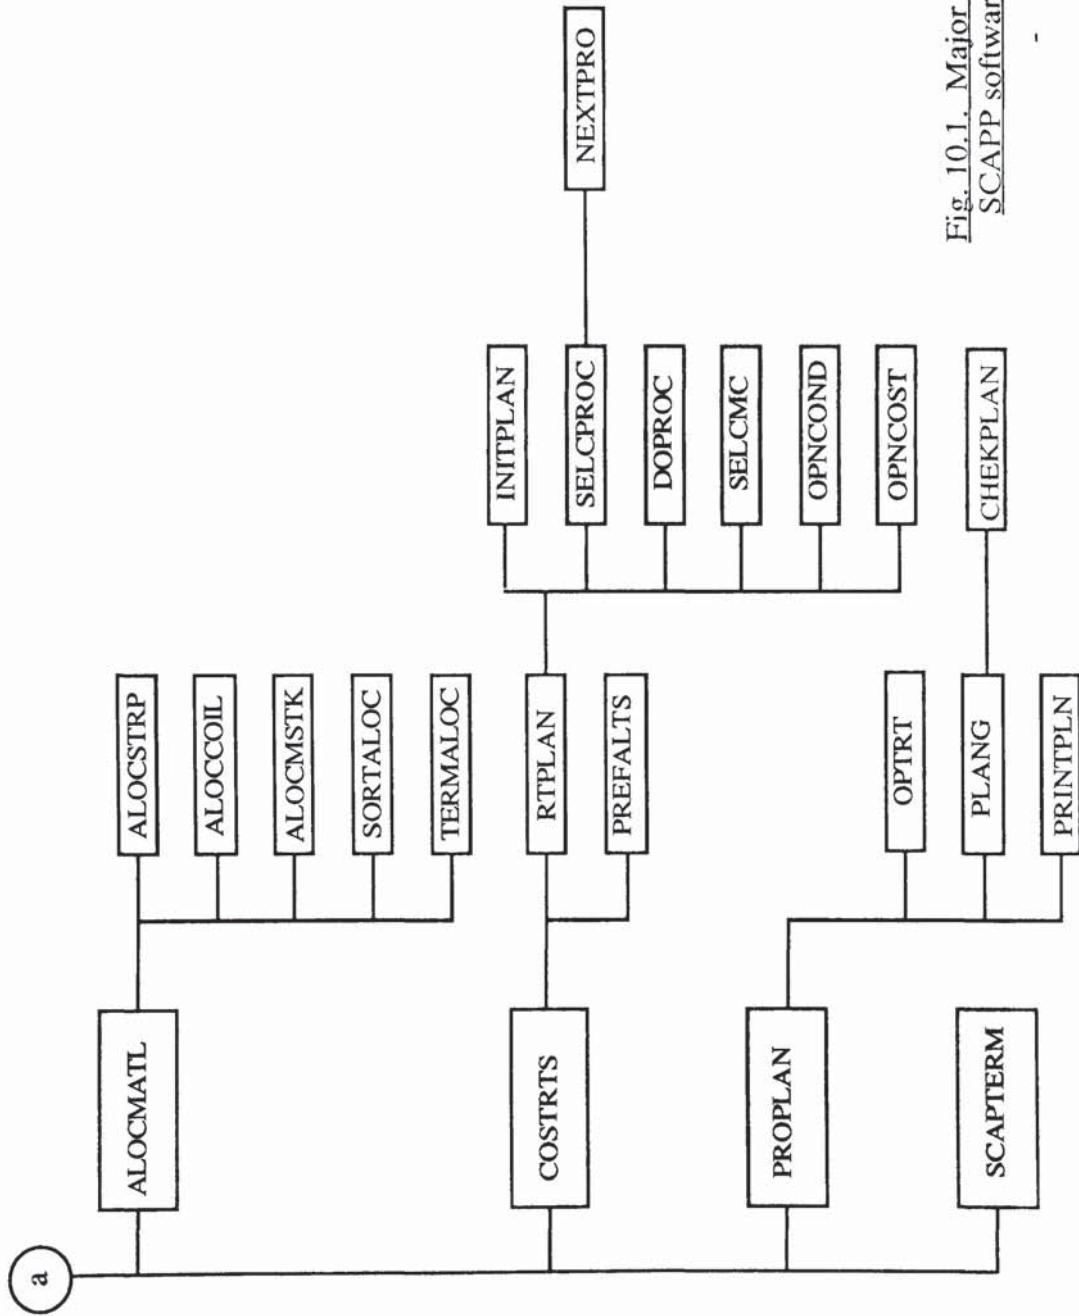 a
ALOCMATL
ALOCSTRP
ALOCCOIL
ALOCMSTK
SORTALOC
TERMALOC
COSTRTS
RTPLAN
PREFALTS
INITPLAN
SELCPROC
NEXTPRO
DOPROC
SELCMC
OPNCOND
OPNCOST
PROPLAN
OPTRT
PLANG
CHEKPLAN
PRINTPLN
SCAPTERM
Fig. 10.1. Major
SCAPP